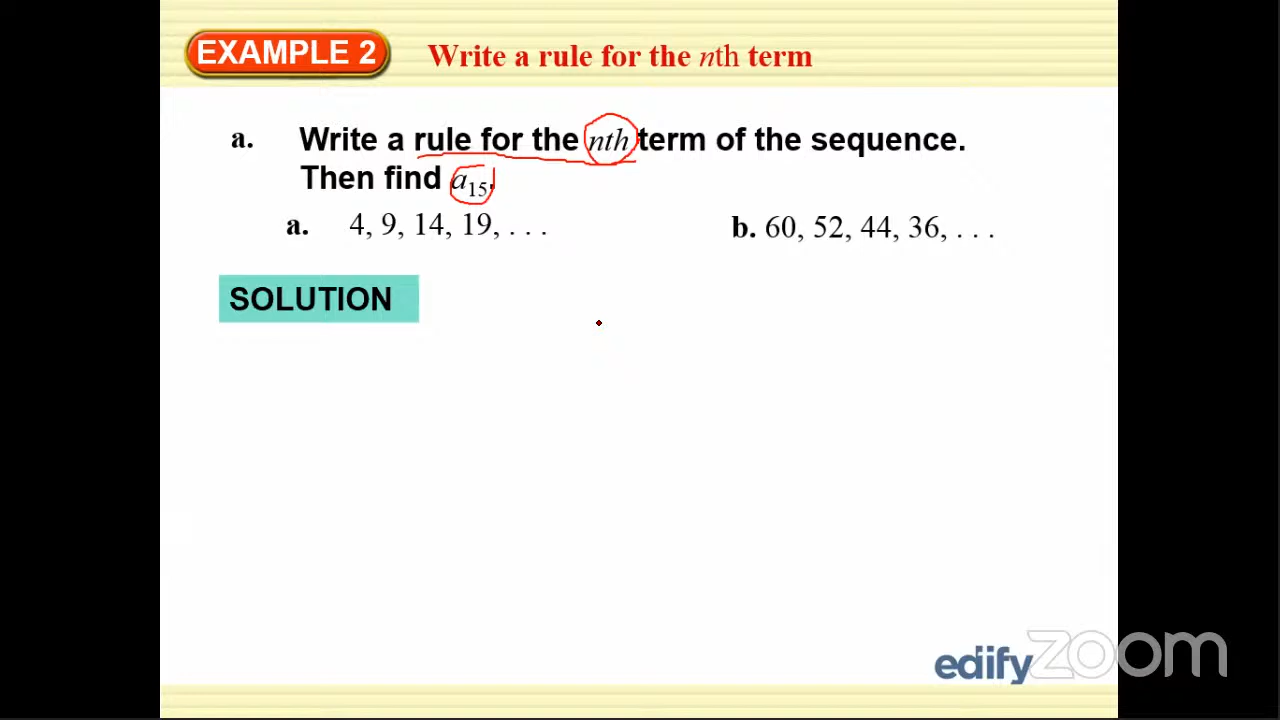 EXAMPLE 2 Write a rule for the nth term
a. Write a rule for the nth term of the sequence.
Then find a₁₅.
a. 4, 9, 14, 19, . . . b. 60, 52, 44, 36, . . .
SOLUTION
edify zoom